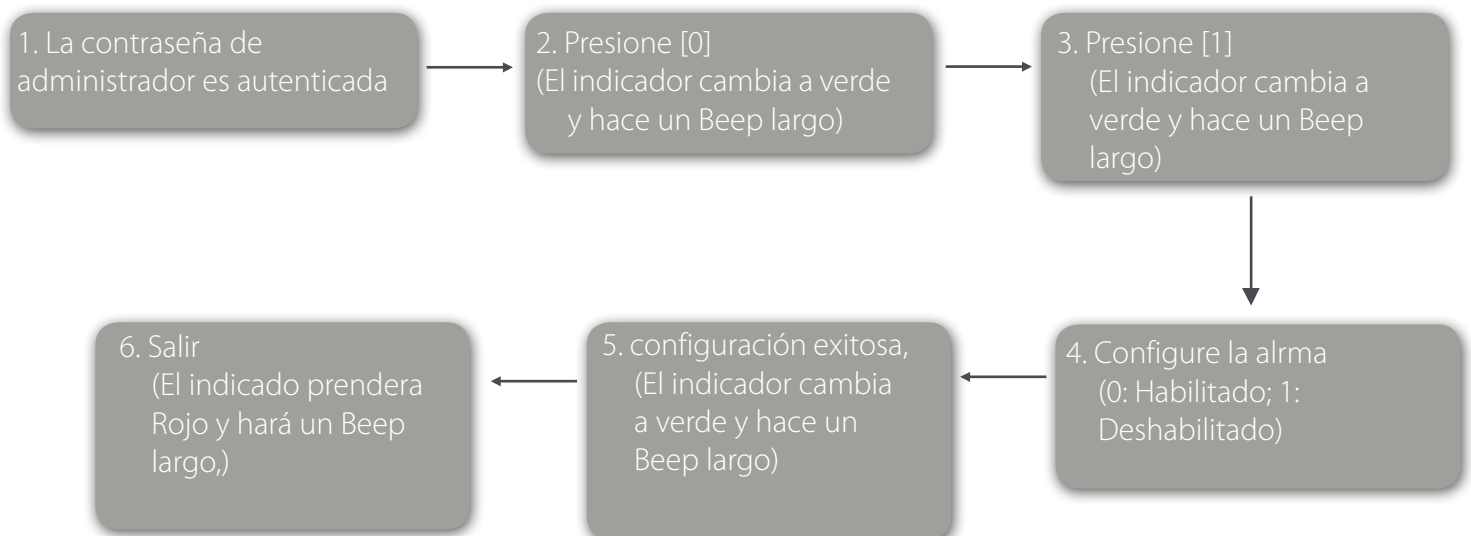 1. La contraseña de
administrador es autenticada
2. Presione [0]
(El indicador cambia a verde
y hace un Beep largo)
3. Presione [1]
(El indicador cambia a
verde y hace un Beep
largo)
4. Configure la alrma
(0: Habilitado; 1:
Deshabilitado)
5. configuración exitosa,
(El indicador cambia
a verde y hace un
Beep largo)
6. Salir
(El indicado prendera
Rojo y hará un Beep
largo,)